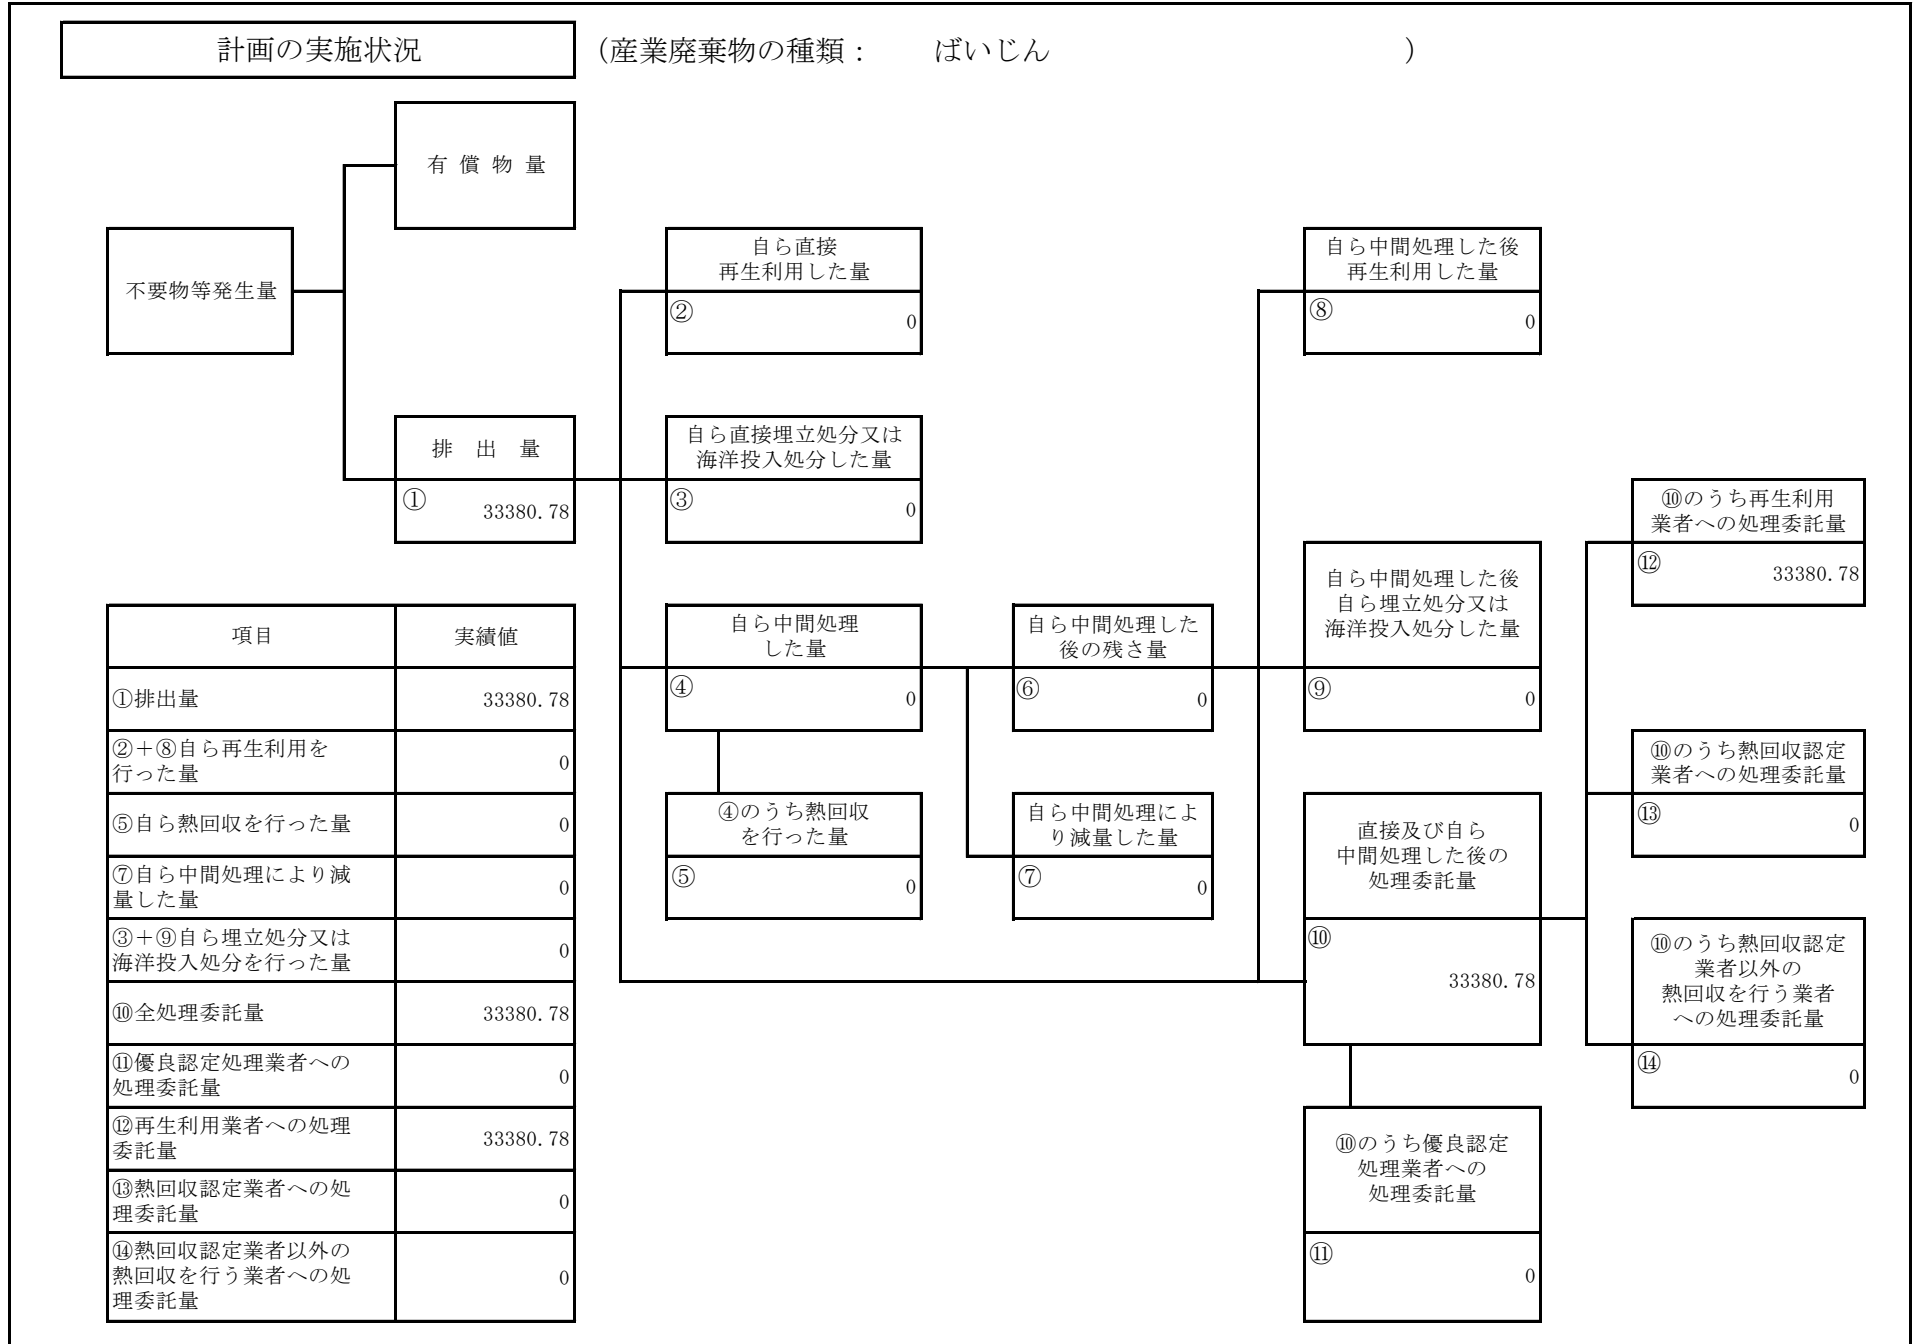 計画の実施状況
（産業廃棄物の種類：　ばいじん　）
有償物量
不要物等発生量
排出量
①
33380.78
自ら直接
再生利用した量
②
0
自ら直接埋立処分又は
海洋投入処分した量
③
0
自ら中間処理
した量
④
0
④のうち熱回収
を行った量
⑤
0
自ら中間処理した
後の残さ量
⑥
0
自ら中間処理によ
り減量した量
⑦
0
自ら中間処理した後
再生利用した量
⑧
0
自ら中間処理した後
自ら埋立処分又は
海洋投入処分した量
⑨
0
直接及び自ら
中間処理した後の
処理委託量
⑩
33380.78
⑩のうち優良認定
処理業者への
処理委託量
⑪
0
⑩のうち再生利用
業者への処理委託量
⑫
33380.78
⑩のうち熱回収認定
業者への処理委託量
⑬
0
⑩のうち熱回収認定
業者以外の
熱回収を行う業者
への処理委託量
⑭
0
項目　実績値
①排出量　33380.78
②＋⑧自ら再生利用を
行った量　0
⑤自ら熱回収を行った量　0
⑦自ら中間処理により減
量した量　0
③＋⑨自ら埋立処分又は
海洋投入処分を行った量　0
⑩全処理委託量　33380.78
⑪優良認定処理業者への
処理委託量　0
⑫再生利用業者への処理
委託量　33380.78
⑬熱回収認定業者への処
理委託量　0
⑭熱回収認定業者以外の
熱回収を行う業者への処
理委託量　0